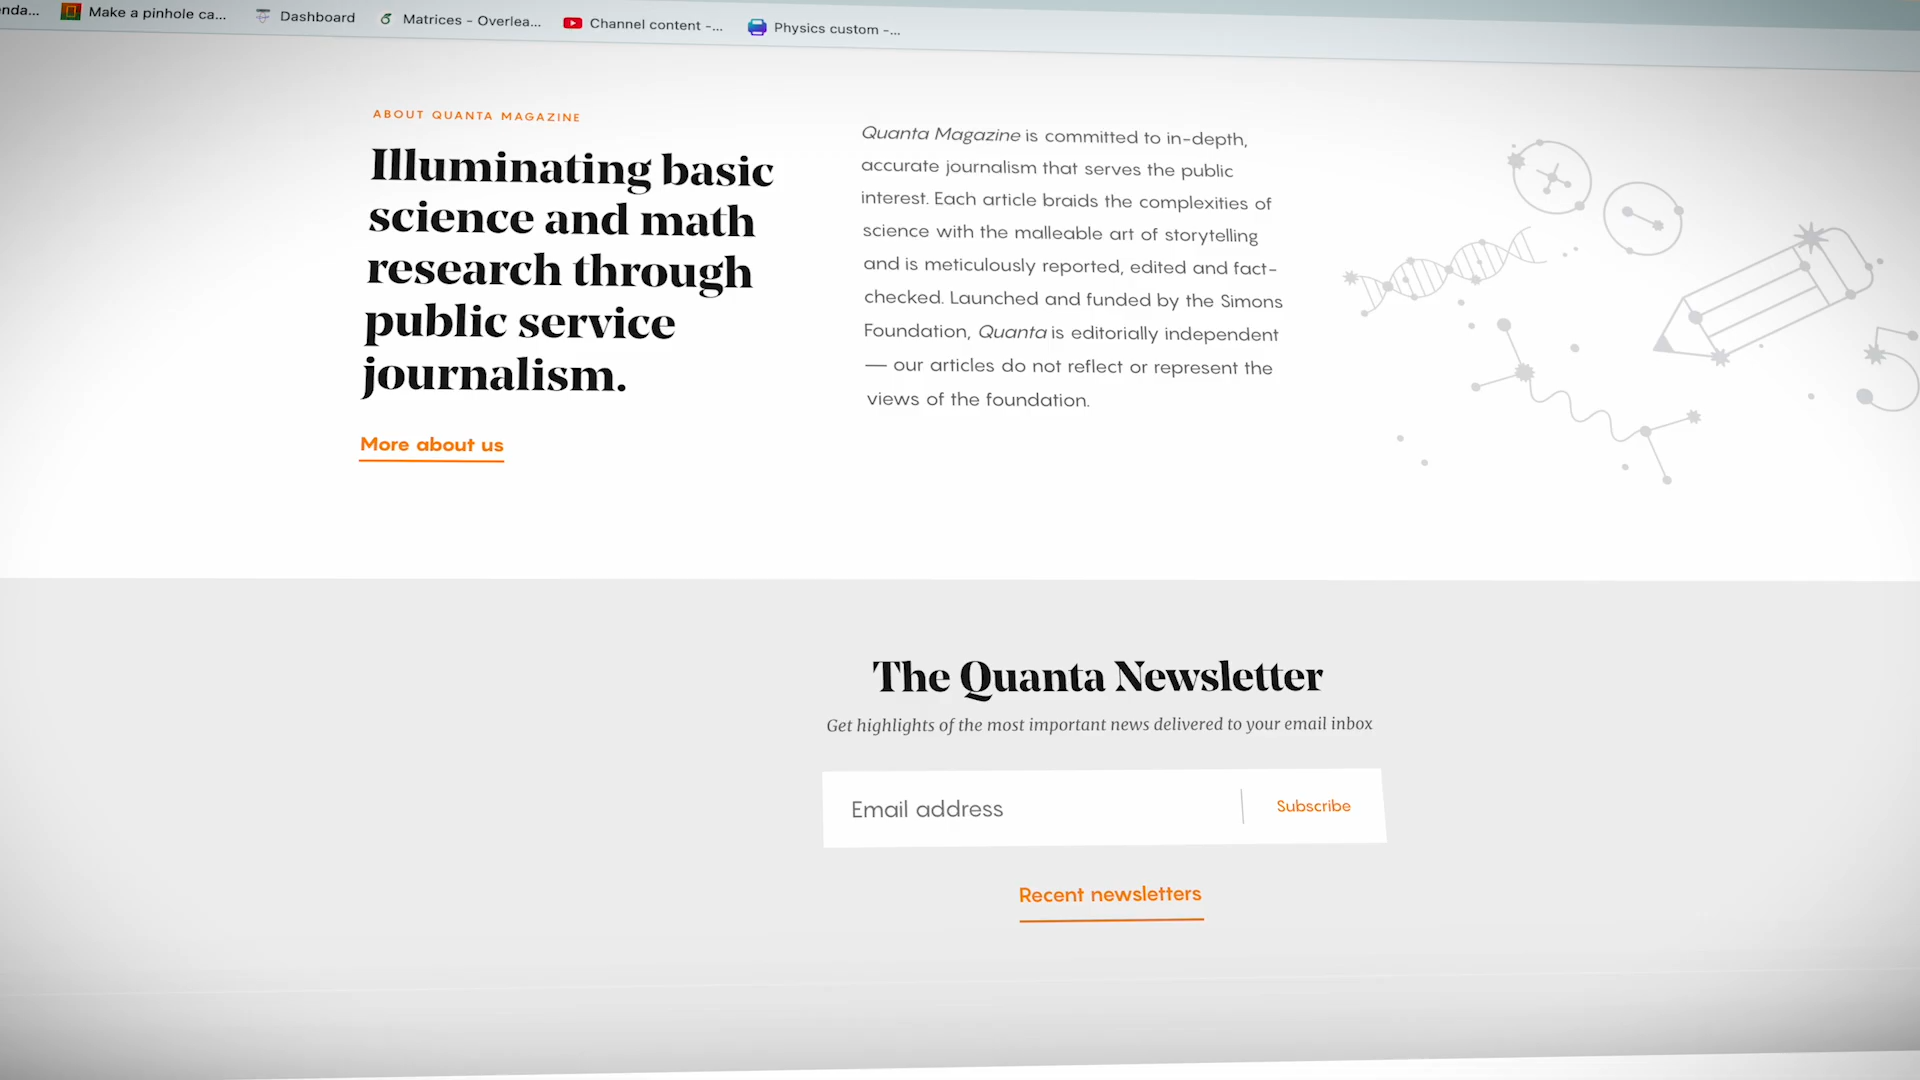 nda...
Make a pinhole ca...
Dashboard
Matrices - Overlea...
Channel content -...
Physics custom -...
ABOUT QUANTA MAGAZINE
Illuminating basic
science and math
research through
public service
journalism.
More about us
Quanta Magazine is committed to in-depth,
accurate journalism that serves the public
interest. Each article braids the complexities of
science with the malleable art of storytelling
and is meticulously reported, edited and fact-
checked. Launched and funded by the Simons
Foundation, Quanta is editorially independent
— our articles do not reflect or represent the
views of the foundation.
The Quanta Newsletter
Get highlights of the most important news delivered to your email inbox
Email address
Subscribe
Recent newsletters